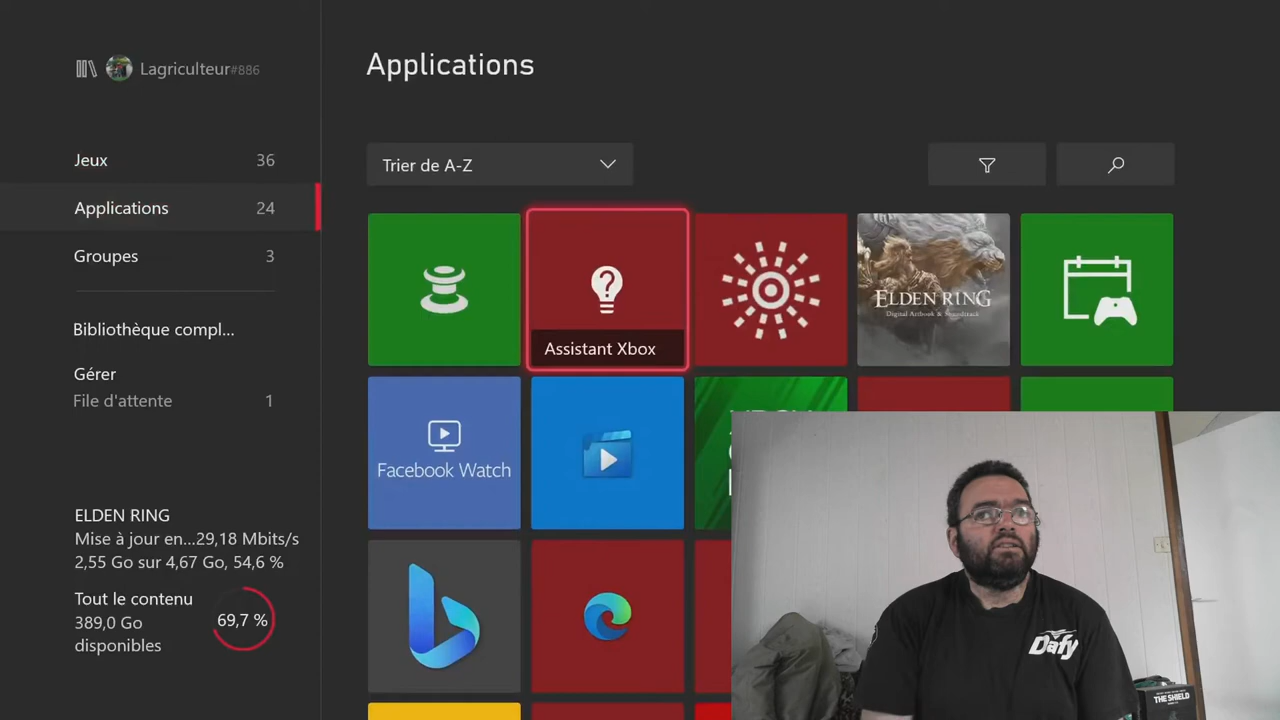 Lagriculteur#886
Jeux 36
Applications 24
Groupes 3
Bibliothèque compl...
Gérer
File d'attente 1
ELDEN RING
Mise à jour en...29,18 Mbits/s
2,55 Go sur 4,67 Go, 54,6 %
Tout le contenu
389,0 Go
disponibles
69,7 %
Applications
Trier de A-Z
Assistant Xbox
ELDEN RING
Digital Artbook & Soundtrack
Facebook Watch
Dafy
THE SHIELD